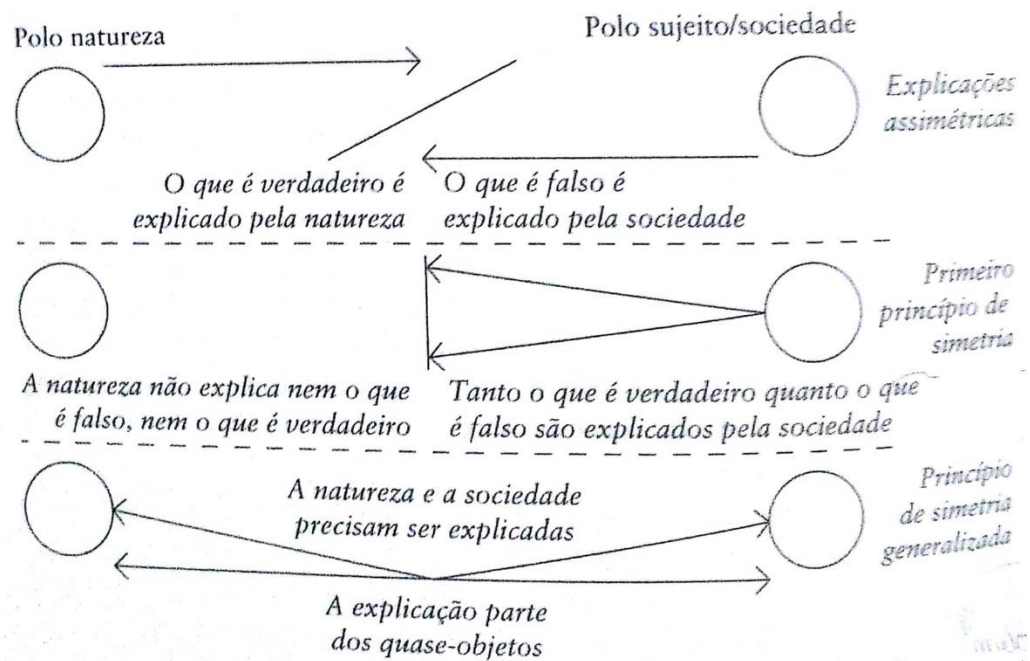 Polo natureza
Polo sujeito/sociedade
Explicações
assimétricas
O que é verdadeiro é
explicado pela natureza
O que é falso é
explicado pela sociedade
Primeiro
princípio de
simetria
A natureza não explica nem o que
é falso, nem o que é verdadeiro
Tanto o que é verdadeiro quanto o que
é falso são explicados pela sociedade
A natureza e a sociedade
precisam ser explicadas
Princípio
de simetria
generalizada
A explicação parte
dos quase-objetos